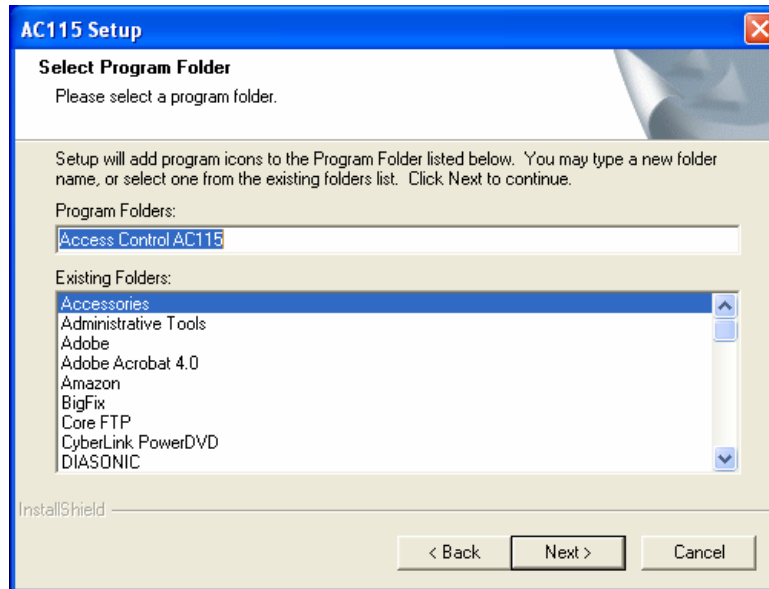 AC115 Setup
Select Program Folder
Please select a program folder.
Setup will add program icons to the Program Folder listed below. You may type a new folder
name, or select one from the existing folders list. Click Next to continue.
Program Folders:
Access Control AC115
Existing Folders:
Accessories
Administrative Tools
Adobe
Adobe Acrobat 4.0
Amazon
BigFix
Core FTP
CyberLink PowerDVD
DIASONIC
InstallShield
< Back Next > Cancel